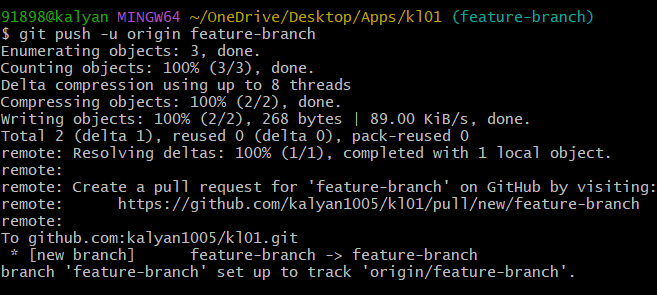 91898@kalyan MINGW64 ~/OneDrive/Desktop/Apps/kl01 (feature-branch)
$ git push -u origin feature-branch
Enumerating objects: 3, done.
Counting objects: 100% (3/3), done.
Delta compression using up to 8 threads
Compressing objects: 100% (2/2), done.
Writing objects: 100% (2/2), 268 bytes | 89.00 KiB/s, done.
Total 2 (delta 1), reused 0 (delta 0), pack-reused 0
remote: Resolving deltas: 100% (1/1), completed with 1 local object.
remote:
remote: Create a pull request for 'feature-branch' on GitHub by visiting:
remote:      https://github.com/kalyan1005/kl01/pull/new/feature-branch
remote:
To github.com:kalyan1005/kl01.git
 * [new branch]      feature-branch -> feature-branch
branch 'feature-branch' set up to track 'origin/feature-branch'.